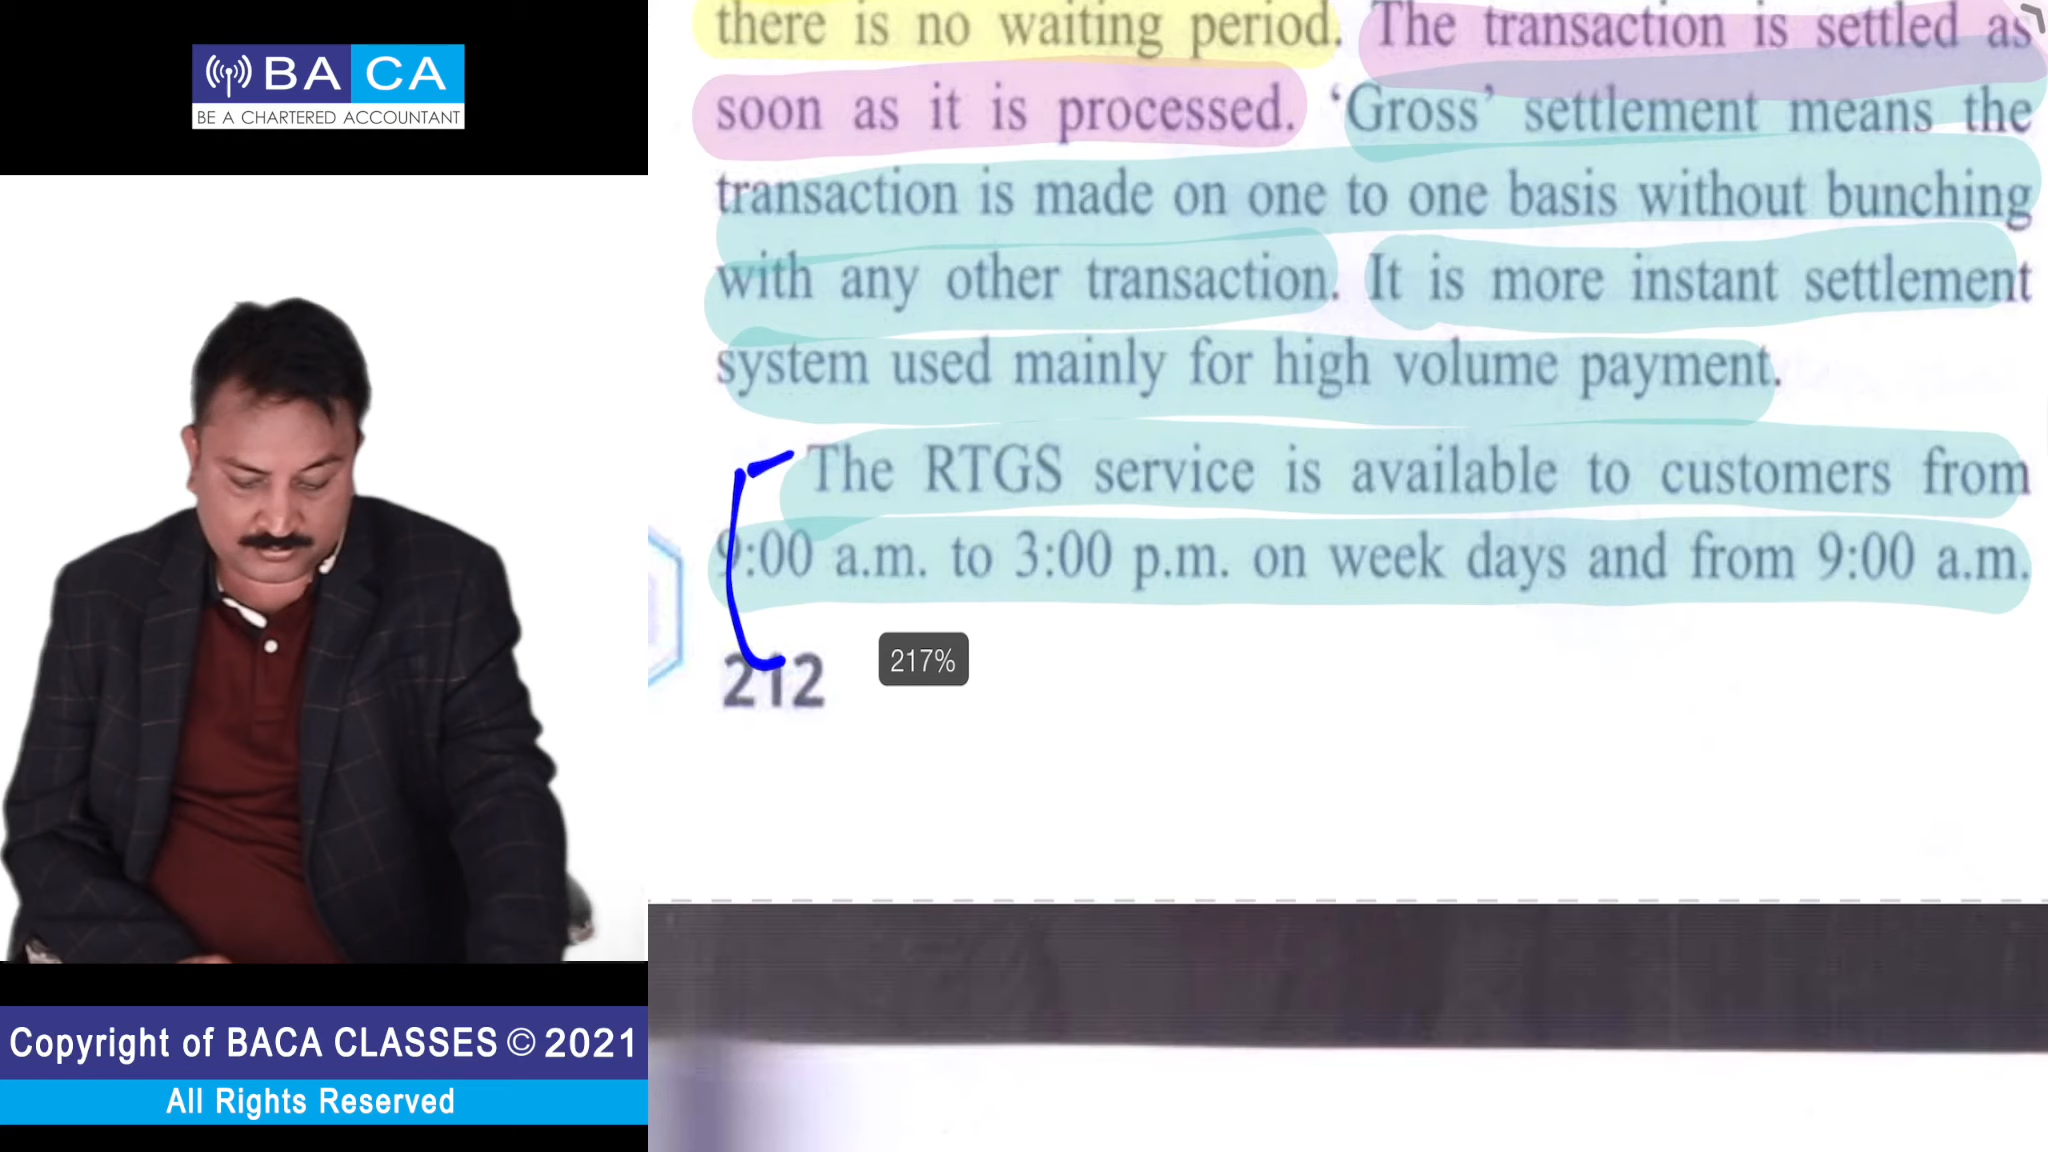 BA CA
BE A CHARTERED ACCOUNTANT
there is no waiting period. The transaction is settled as
soon as it is processed. ‘Gross’ settlement means the
transaction is made on one to one basis without bunching
with any other transaction. It is more instant settlement
system used mainly for high volume payment.
The RTGS service is available to customers from
9:00 a.m. to 3:00 p.m. on week days and from 9:00 a.m.
212
217%
Copyright of BACA CLASSES © 2021
All Rights Reserved